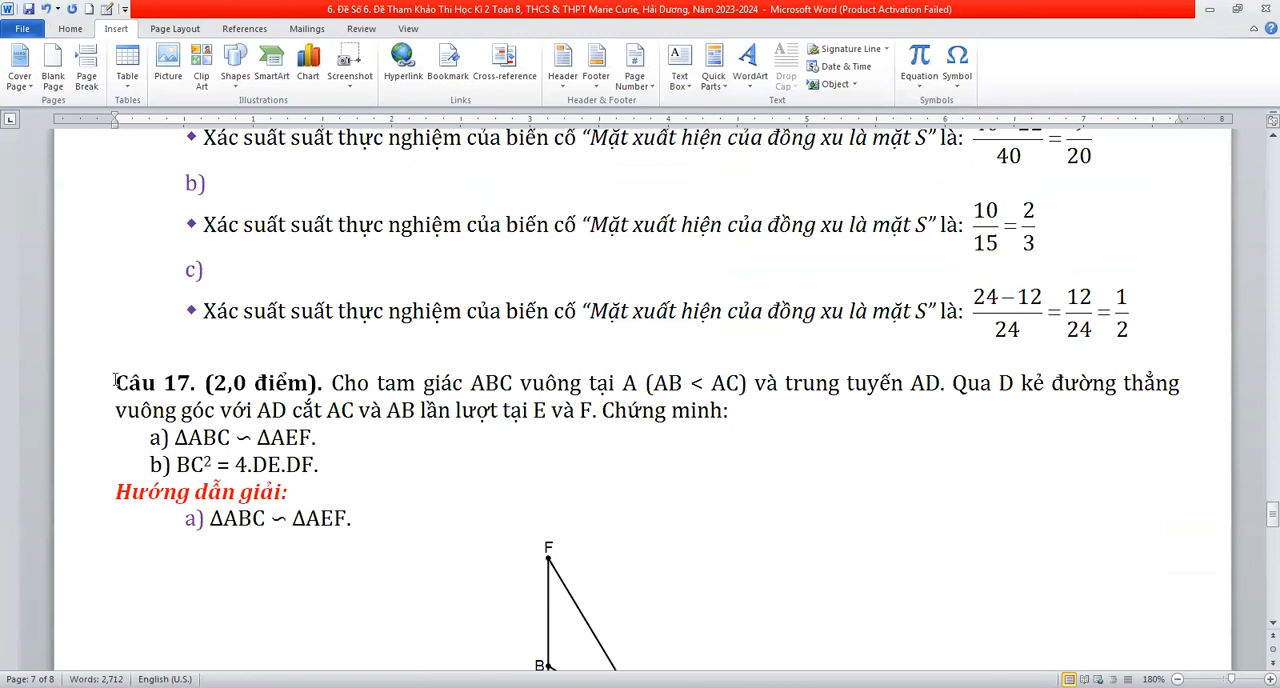 6. Đề Số 6. Đề Tham Khảo Thi Học Kì 2 Toán 8, THCS & THPT Marie Curie, Hải Dương, Năm 2023-2024 - Microsoft Word (Product Activation Failed)
File Home Insert Page Layout References Mailings Review View
Cover Page Blank Page Page Break Table Picture Clip Art Shapes SmartArt Chart Screenshot Hyperlink Bookmark Cross-reference Header Footer Page Number Text Box Quick Parts WordArt Drop Cap Signature Line Date & Time Object Equation Symbol
Pages Tables Illustrations Links Header & Footer Text Symbols
1 2 3 4 5 6 7 8
Xác suất suất thực nghiệm của biến cố “Mặt xuất hiện của đồng xu là mặt S” là: /40 = /20
b)
Xác suất suất thực nghiệm của biến cố “Mặt xuất hiện của đồng xu là mặt S” là: 10/15 = 2/3
c)
Xác suất suất thực nghiệm của biến cố “Mặt xuất hiện của đồng xu là mặt S” là: 24 − 12/24 = 12/24 = 1/2
Câu 17. (2,0 điểm). Cho tam giác ABC vuông tại A (AB < AC) và trung tuyến AD. Qua D kẻ đường thẳng
vuông góc với AD cắt AC và AB lần lượt tại E và F. Chứng minh:
a) ΔABC ∽ ΔAEF.
b) BC² = 4.DE.DF.
Hướng dẫn giải:
a) ΔABC ∽ ΔAEF.
F
B
Page: 7 of 8 Words: 2,712 English (U.S.) 180%